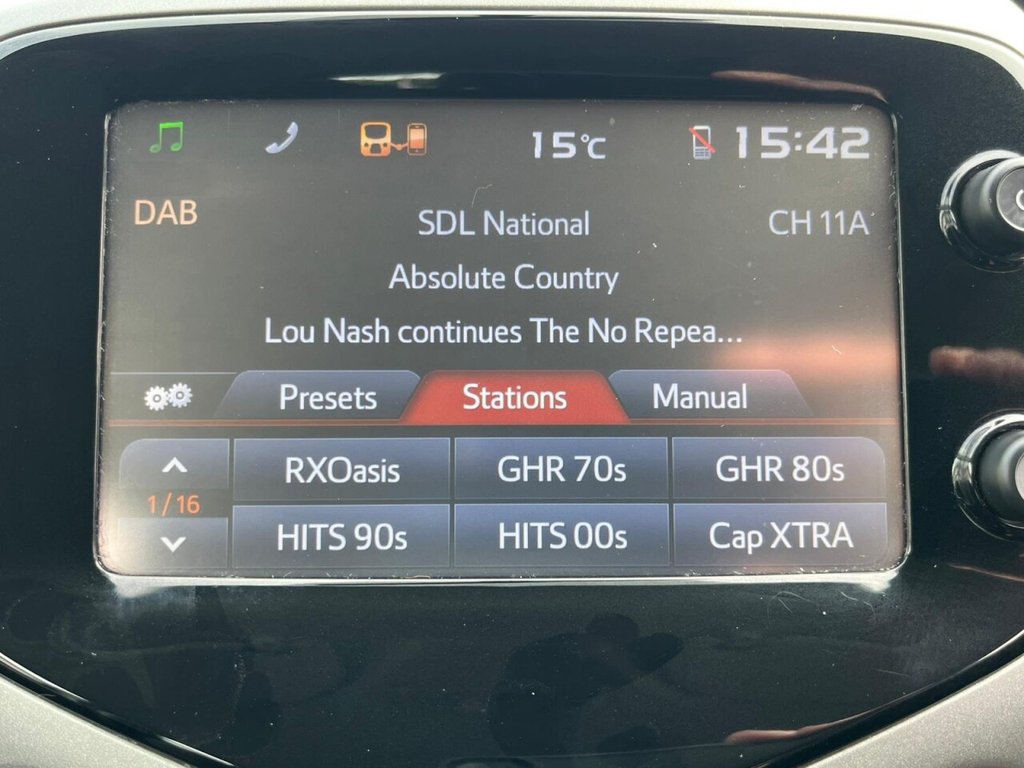 15°C 15:42
DAB SDL National CH 11A
Absolute Country
Lou Nash continues The No Repea...
Presets Stations Manual
RXOasis GHR 70s GHR 80s
1/16
HITS 90s HITS 00s Cap XTRA